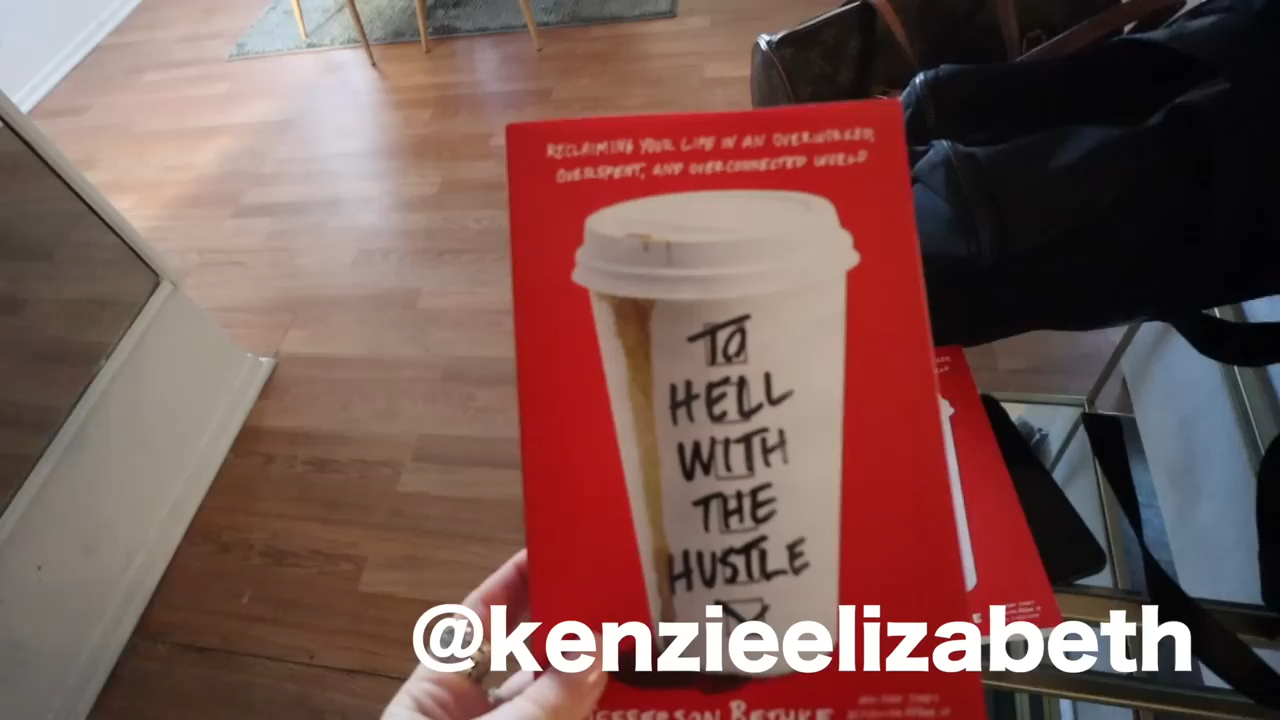 RECLAIMING YOUR LIFE IN AN OVERWORKED,
OVERSPENT, AND OVERCONNECTED WORLD
TO
HELL
WITH
THE
HUSTLE
@kenzieelizabeth
JEFFERSON BETHKE